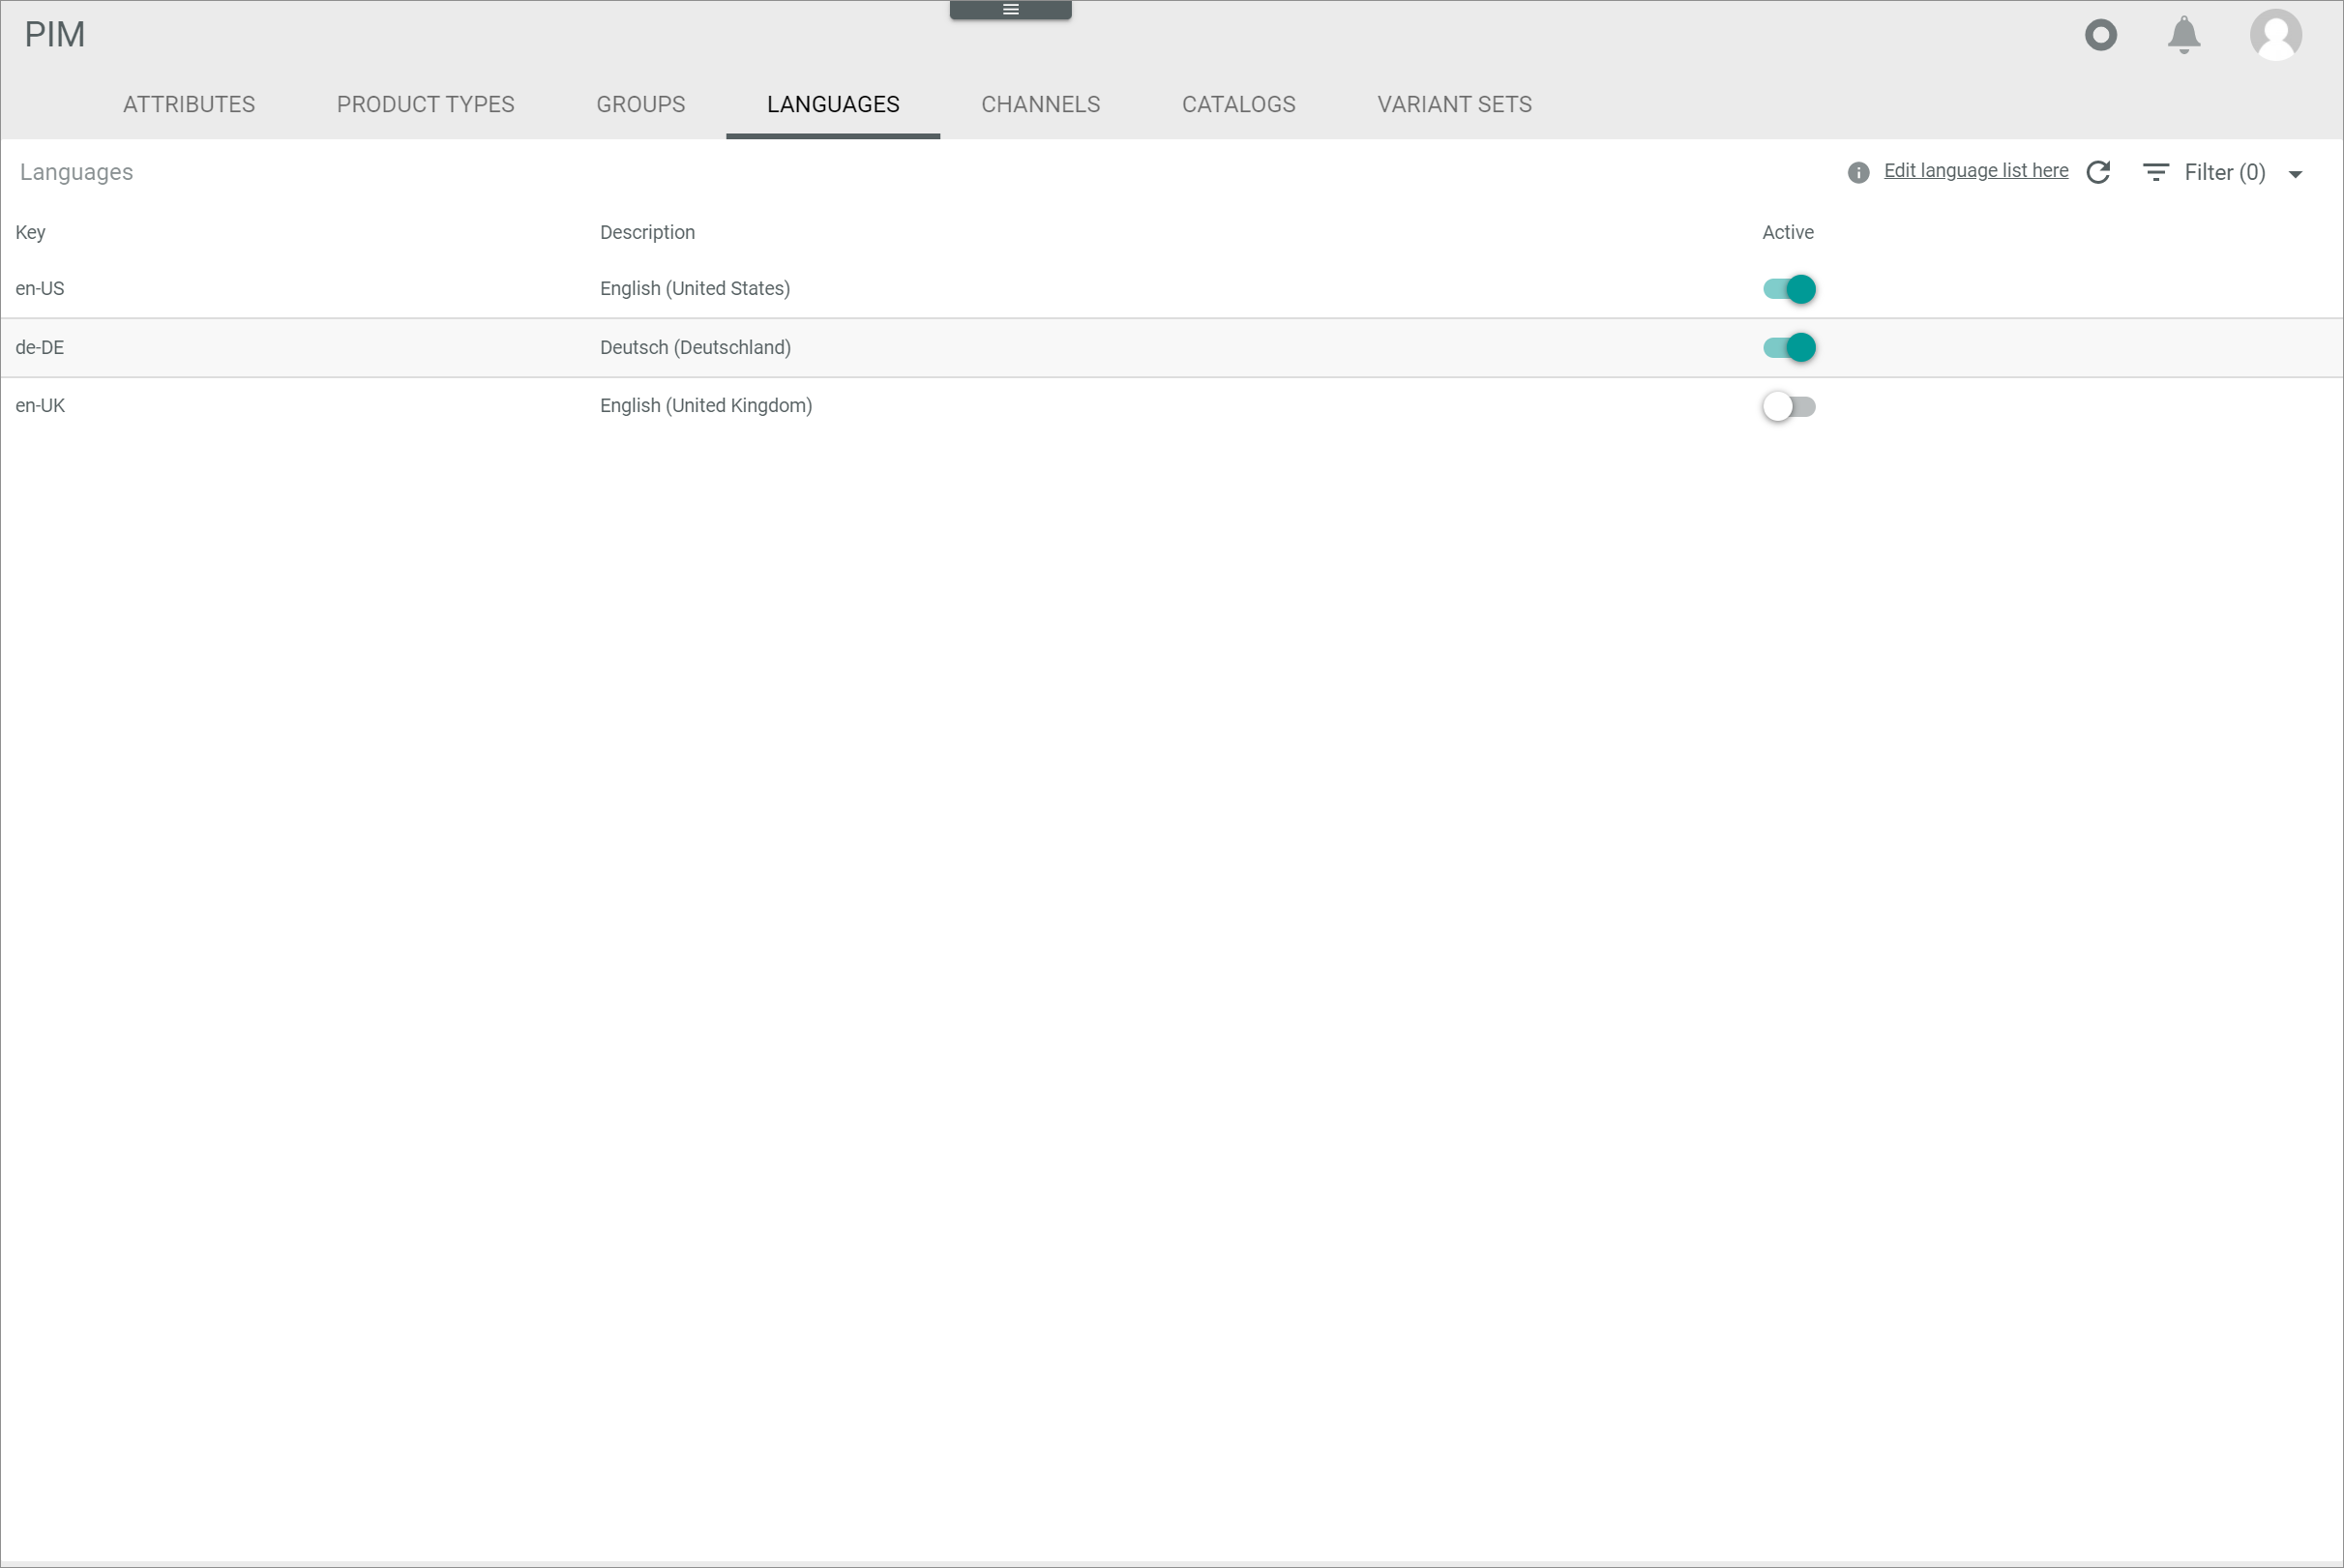 PIM
ATTRIBUTES PRODUCT TYPES GROUPS LANGUAGES CHANNELS CATALOGS VARIANT SETS
Languages Edit language list here Filter (0)
Key Description Active
en-US English (United States)
de-DE Deutsch (Deutschland)
en-UK English (United Kingdom)